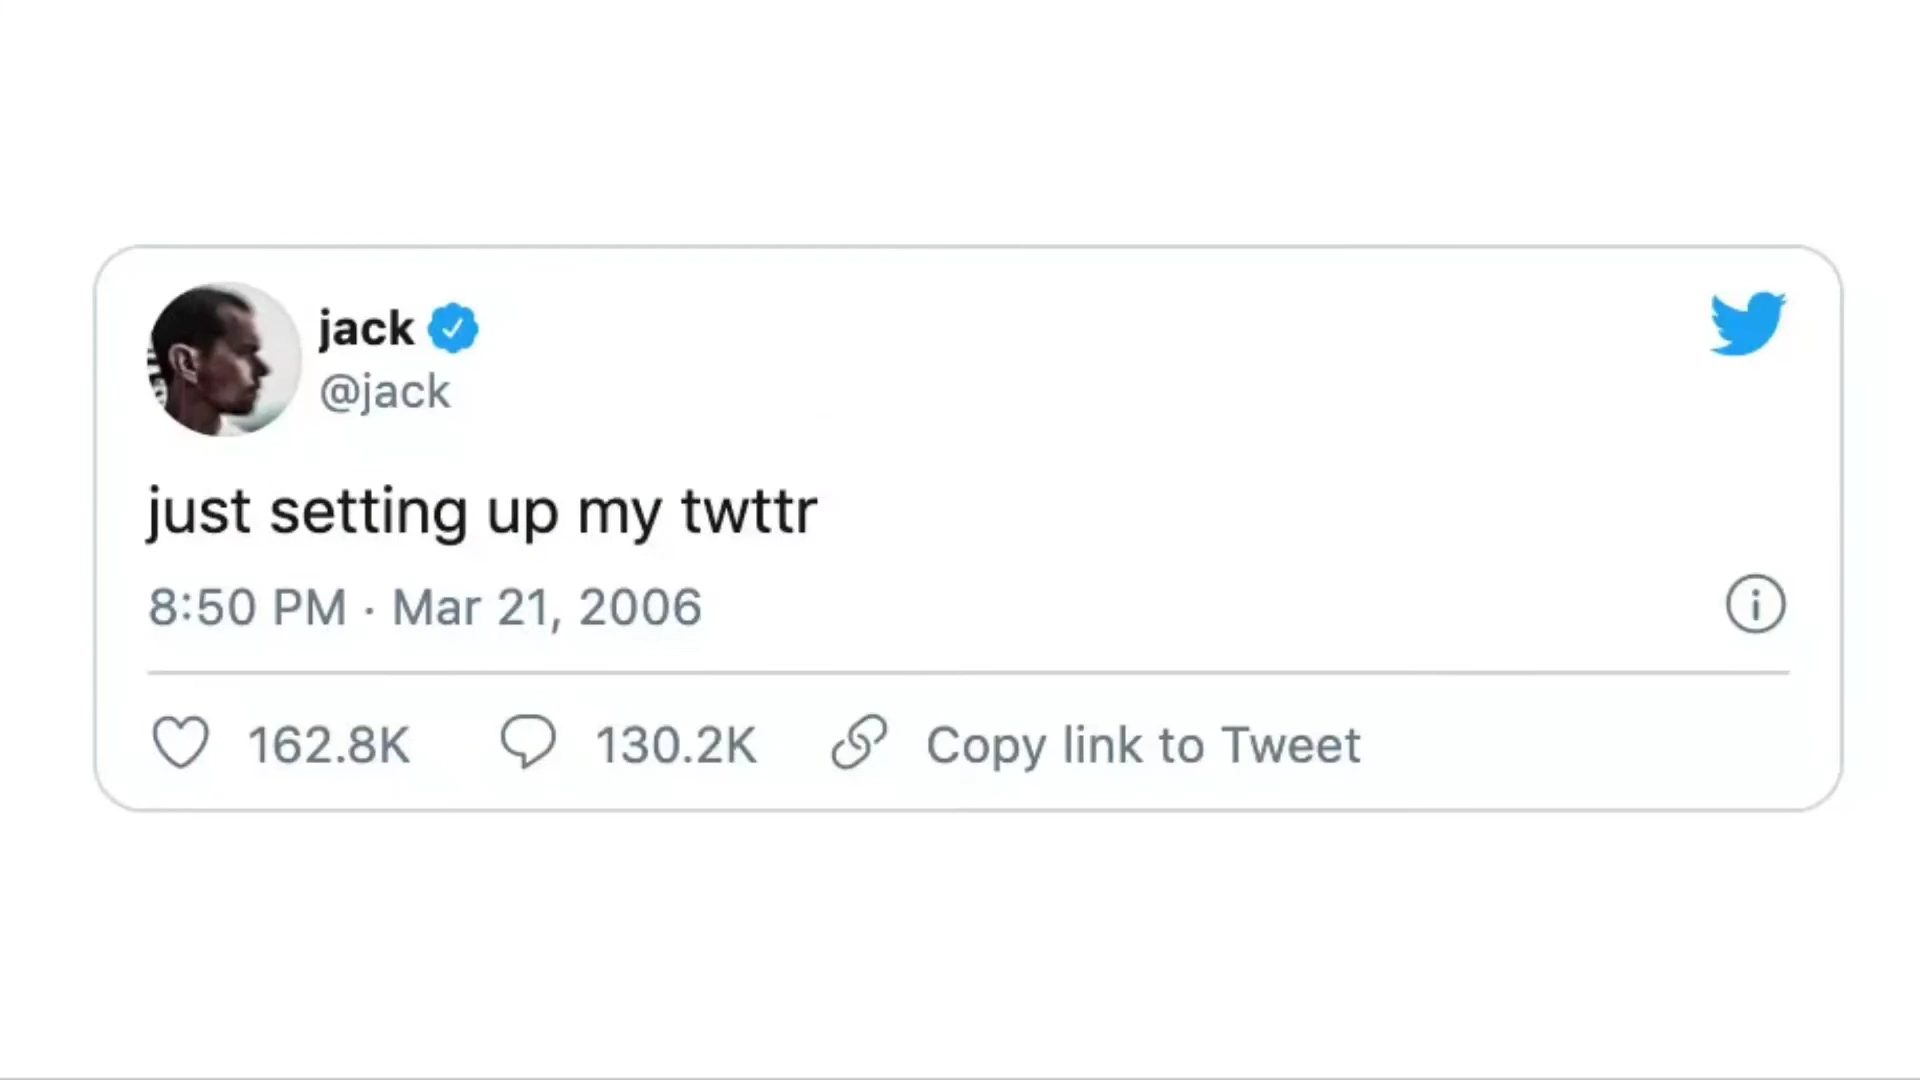 jack
@jack
just setting up my twttr
8:50 PM · Mar 21, 2006
162.8K 130.2K Copy link to Tweet